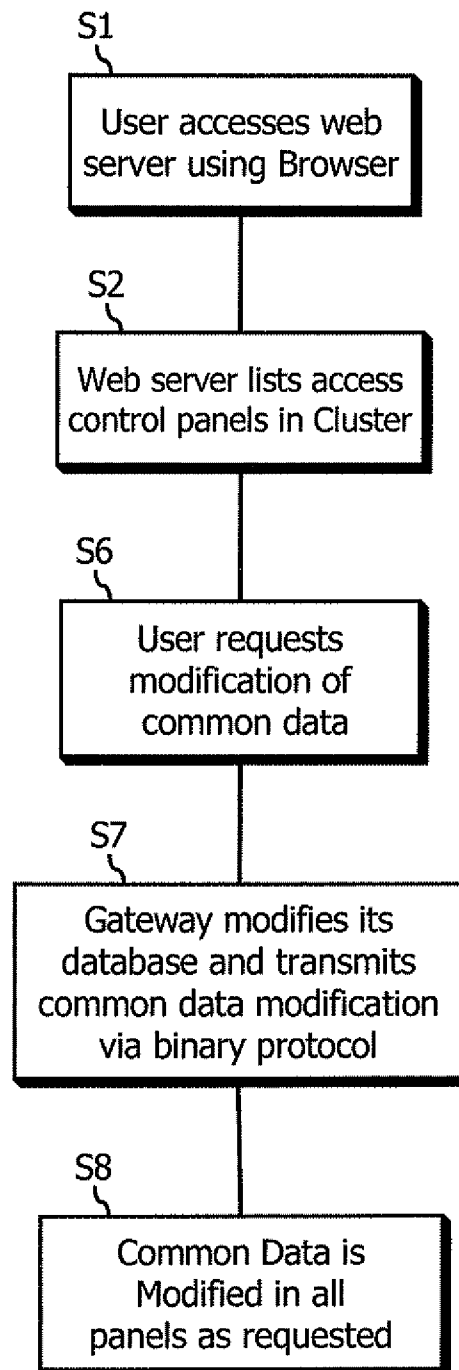 S1
User accesses web
server using Browser
S2
Web server lists access
control panels in Cluster
S6
User requests
modification of
common data
S7
Gateway modifies its
database and transmits
common data modification
via binary protocol
S8
Common Data is
Modified in all
panels as requested